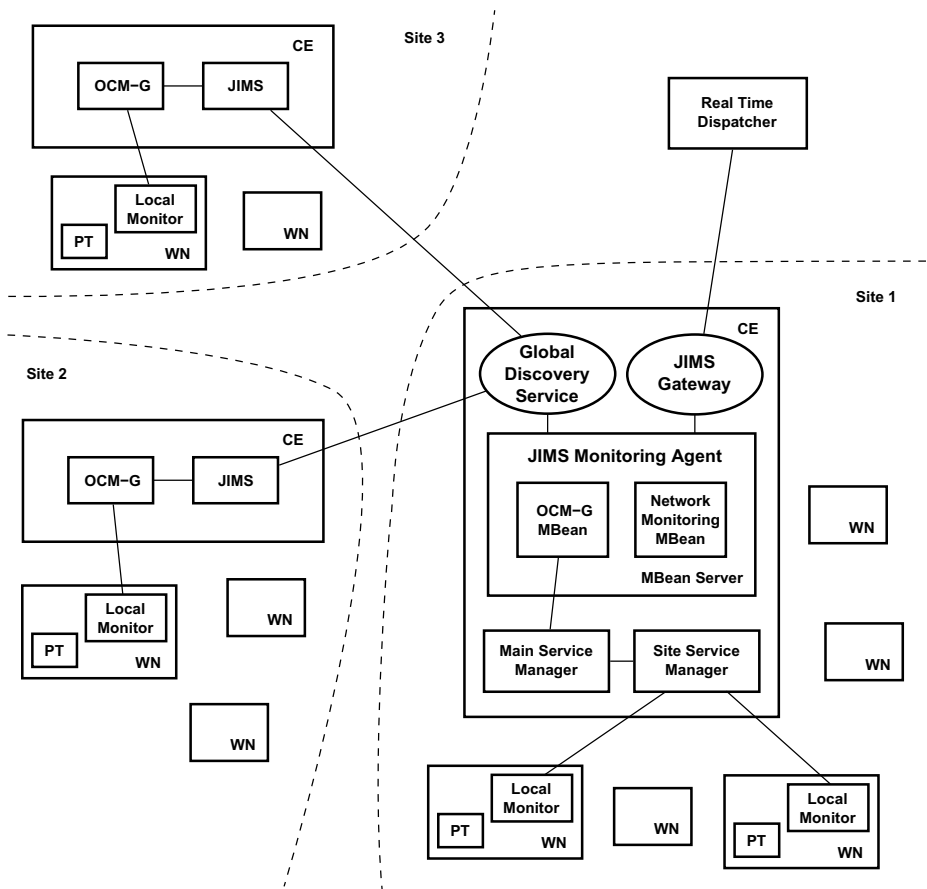 CE
Site 3
OCM−G
JIMS
Local
Monitor
PT
WN
WN
Real Time
Dispatcher
Site 1
CE
Global
Discovery
Service
JIMS
Gateway
JIMS Monitoring Agent
OCM−G
MBean
Network
Monitoring
MBean
MBean Server
Main Service
Manager
Site Service
Manager
WN
WN
Local
Monitor
PT
WN
WN
Local
Monitor
PT
WN
Site 2
CE
OCM−G
JIMS
Local
Monitor
PT
WN
WN
WN